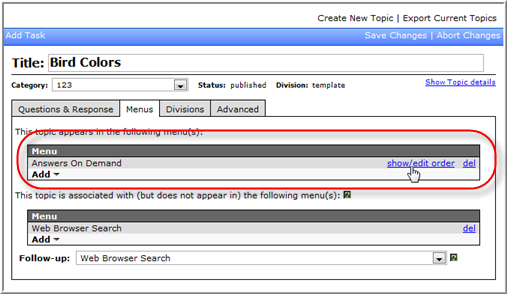 Create New Topic | Export Current Topics
Add Task Save Changes | Abort Changes
Title: Bird Colors
Category: 123 Status: published Division: template Show Topic details
Questions & Response Menus Divisions Advanced
This topic appears in the following menu(s):
Menu
Answers On Demand show/edit order del
Add
This topic is associated with (but does not appear in) the following menu(s): ?
Menu
Web Browser Search del
Add
Follow-up: Web Browser Search ?